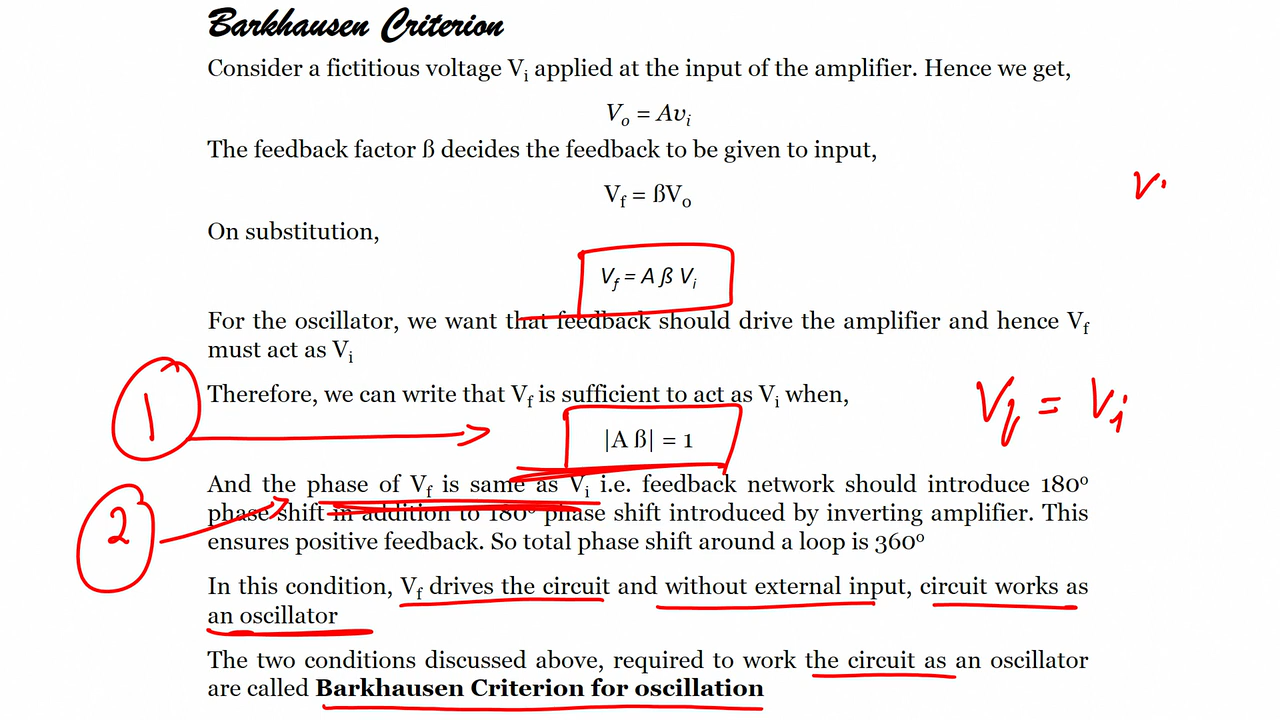 Barkhausen Criterion
Consider a fictitious voltage Vi applied at the input of the amplifier. Hence we get,
Vo = Avi
The feedback factor ß decides the feedback to be given to input,
V
Vf = ßVo
On substitution,
Vf = A ß Vi
For the oscillator, we want that feedback should drive the amplifier and hence Vf
must act as Vi
1
Therefore, we can write that Vf is sufficient to act as Vi when,
Vf = Vi
|A ß| = 1
And the phase of Vf is same as Vi i.e. feedback network should introduce 180º
2
phase shift in addition to 180º phase shift introduced by inverting amplifier. This
ensures positive feedback. So total phase shift around a loop is 360º
In this condition, Vf drives the circuit and without external input, circuit works as
an oscillator
The two conditions discussed above, required to work the circuit as an oscillator
are called Barkhausen Criterion for oscillation